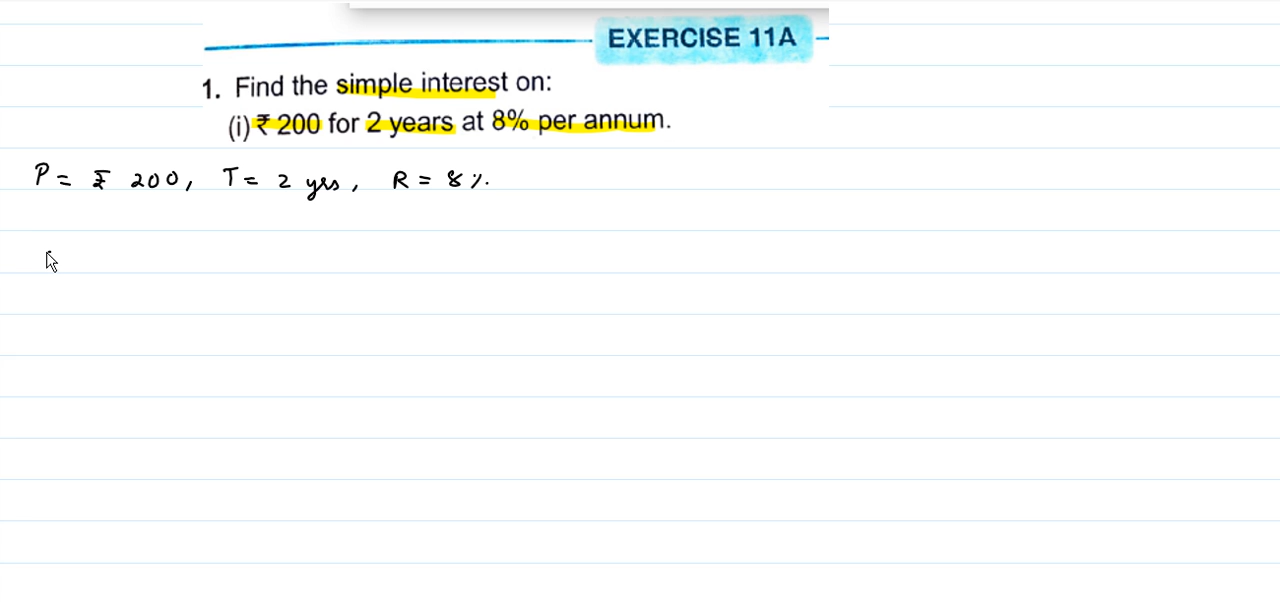 EXERCISE 11A
1. Find the simple interest on:
(i) ₹ 200 for 2 years at 8% per annum.
P = ₹ 200, T = 2 yrs, R = 8 %.